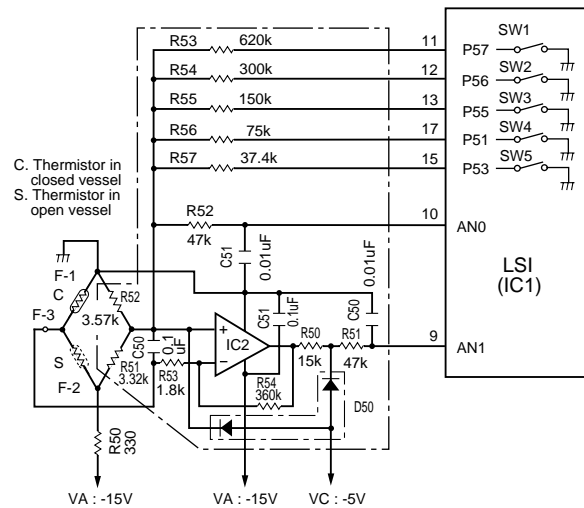 R53 620k 11 P57 SW1
R54 300k 12 P56 SW2
R55 150k 13 P55 SW3
R56 75k 17 P51 SW4
R57 37.4k 15 P53 SW5
C. Thermistor in
closed vessel
S. Thermistor in
open vessel
R52
47k
C51
0.01uF
0.01uF
10 AN0
LSI
(IC1)
F-1
C
R52
F-3
3.57k
S
R51
3.32k
F-2
C50
0.1
uF
R53
1.8k
+
−
IC2
C51
0.1uF
R50
15k
R51
47k
C50
9 AN1
R54
360k
D50
R50
330
VA : -15V
VA : -15V
VC : -5V